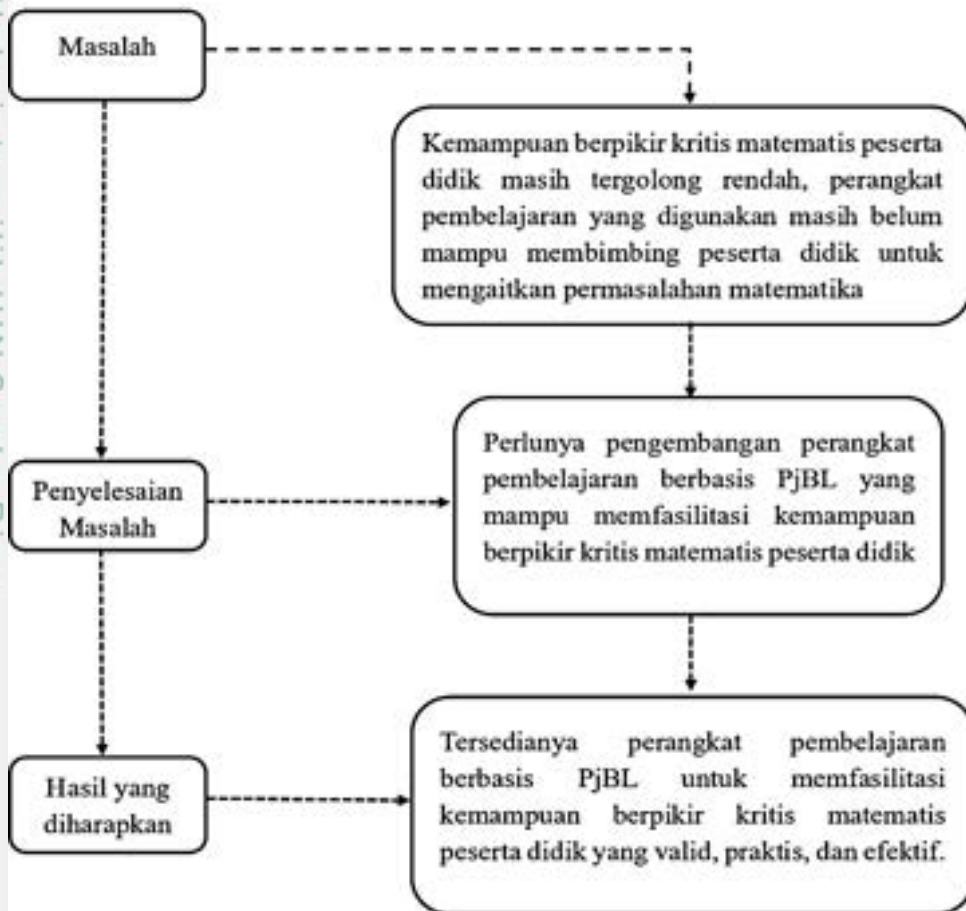 Masalah
Kemampuan berpikir kritis matematis peserta
didik masih tergolong rendah, perangkat
pembelajaran yang digunakan masih belum
mampu membimbing peserta didik untuk
mengaitkan permasalahan matematika
Penyelesaian
Masalah
Perlunya pengembangan perangkat
pembelajaran berbasis PjBL yang
mampu memfasilitasi kemampuan
berpikir kritis matematis peserta didik
Hasil yang
diharapkan
Tersedianya perangkat pembelajaran
berbasis PjBL untuk memfasilitasi
kemampuan berpikir kritis matematis
peserta didik yang valid, praktis, dan efektif.